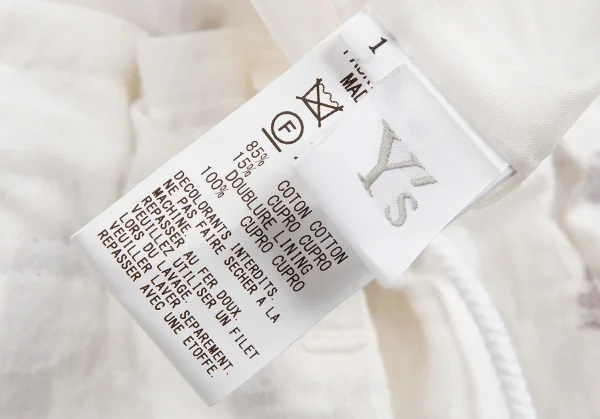 1
MAD
Y's
F
85% COTON COTTON
15% CUPRO CUPRO
DOUBLURE LINING
100% CUPRO CUPRO
DECOLORANTS INTERDITS.
NE PAS FAIRE SECHER A LA
MACHINE.
REPASSER AU FER DOUX.
VEUILLEZ UTILISER UN FILET
LORS DU LAVAGE.
VEUILLER LAVER SEPAREMENT.
REPASSER AVEC UNE ETOFFE.